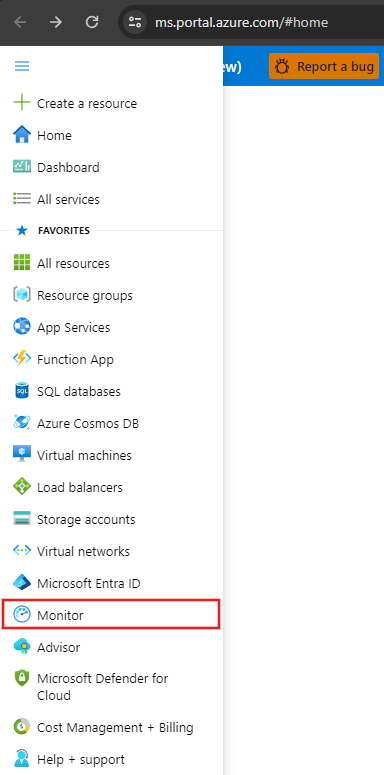 ms.portal.azure.com/#home
ew)
Report a bug
Create a resource
Home
Dashboard
All services
FAVORITES
All resources
Resource groups
App Services
Function App
SQL
SQL databases
Azure Cosmos DB
Virtual machines
Load balancers
Storage accounts
Virtual networks
Microsoft Entra ID
Monitor
Advisor
Microsoft Defender for
Cloud
Cost Management + Billing
Help + support